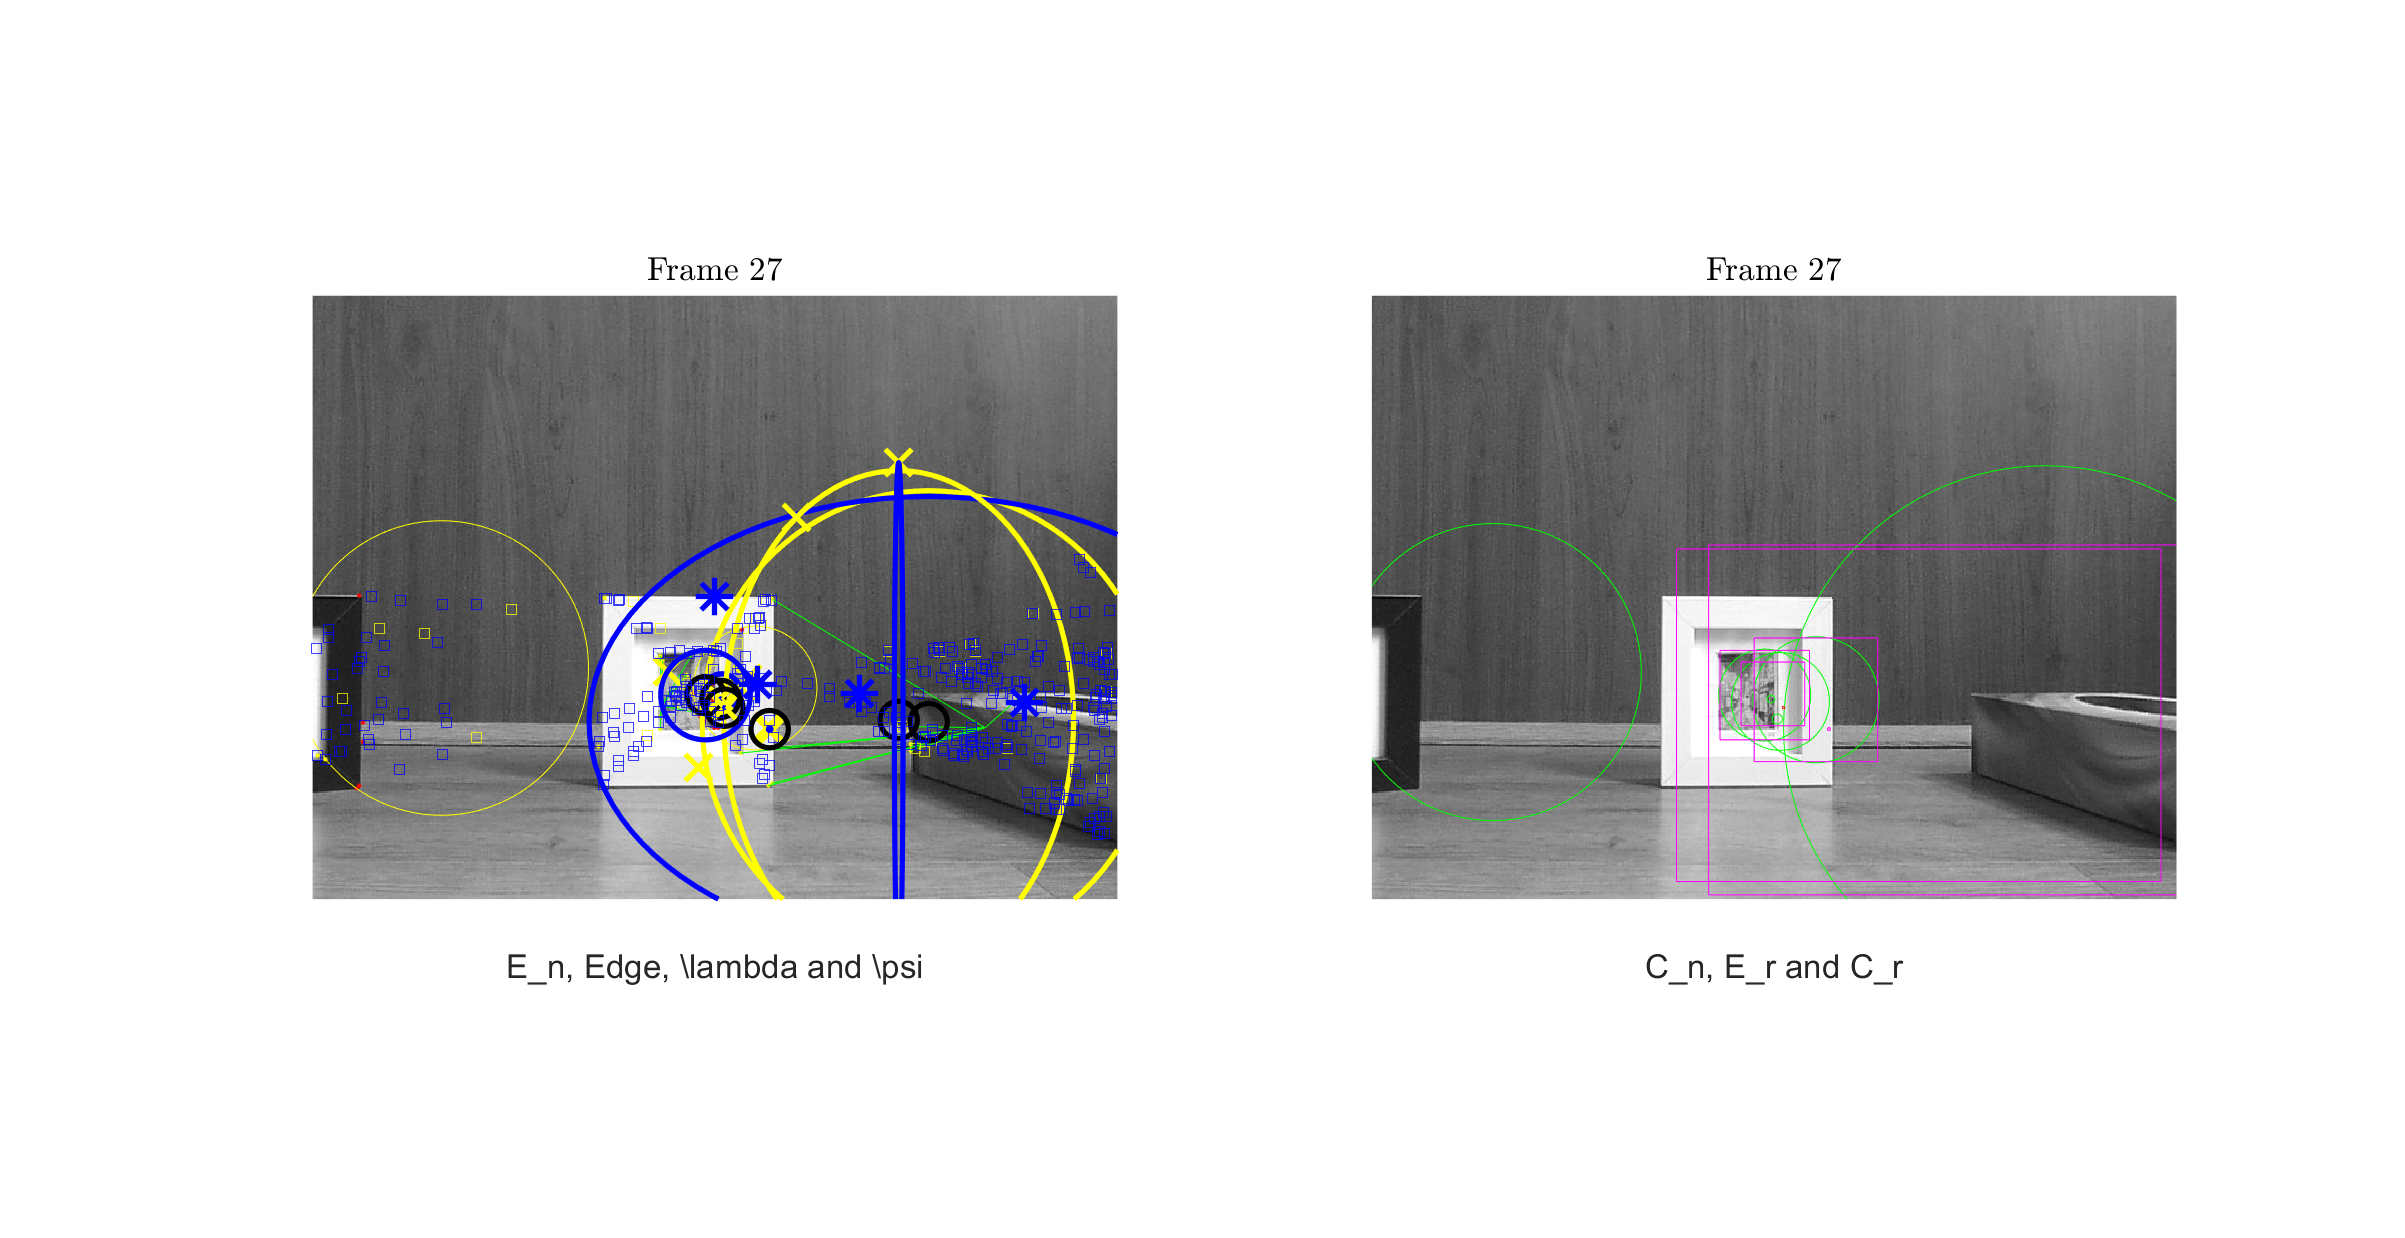 Frame 27
Frame 27
E_n, Edge, \lambda and \psi
C_n, E_r and C_r